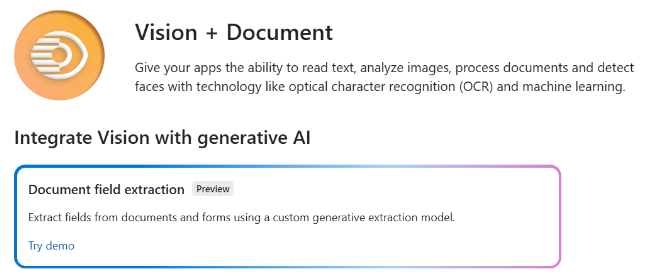 Vision + Document
Give your apps the ability to read text, analyze images, process documents and detect
faces with technology like optical character recognition (OCR) and machine learning.
Integrate Vision with generative AI
Document field extraction Preview
Extract fields from documents and forms using a custom generative extraction model.
Try demo